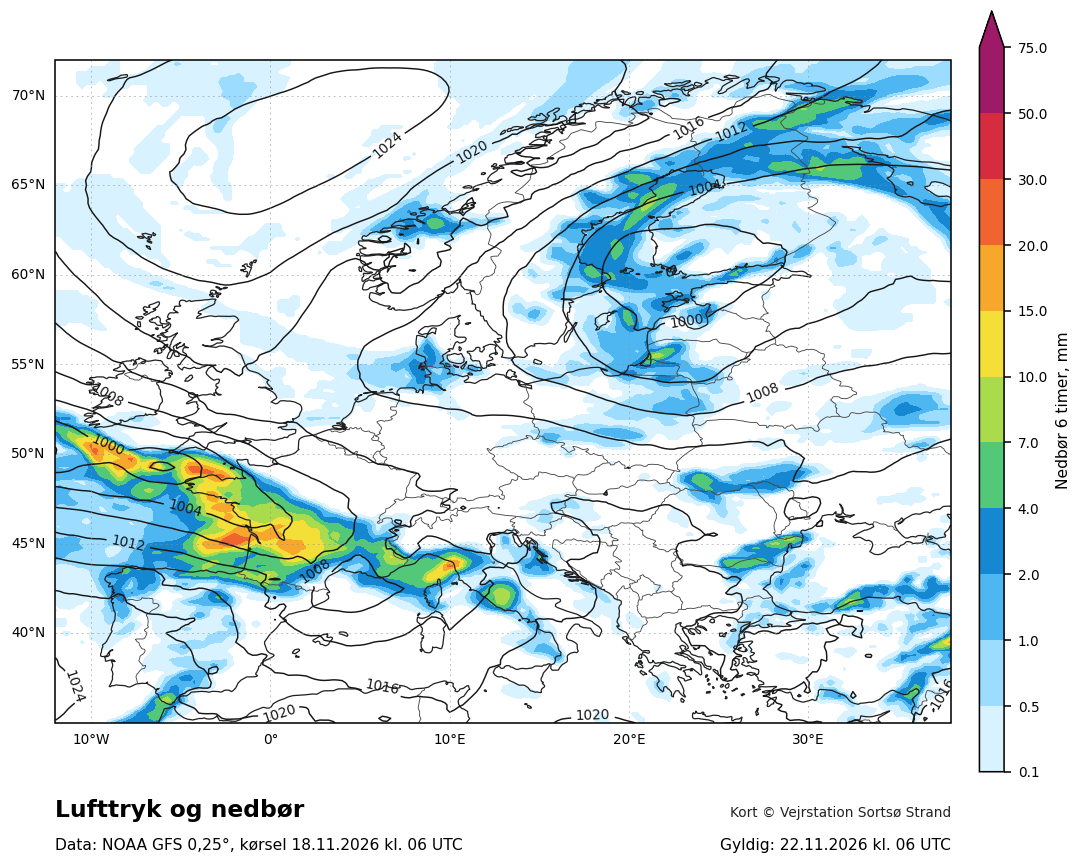 75.0
50.0
30.0
20.0
15.0
10.0
7.0
4.0
2.0
1.0
0.5
0.1
Nedbør 6 timer, mm
70°N
65°N
60°N
55°N
50°N
45°N
40°N
1024
1020
1016
1012
1004
1000
1008
1008
1000
1004
1012
1008
1024
1016
1020
1020
1016
10°W
0°
10°E
20°E
30°E
Lufttryk og nedbør
Kort © Vejrstation Sortsø Strand
Data: NOAA GFS 0,25°, kørsel 18.11.2026 kl. 06 UTC
Gyldig: 22.11.2026 kl. 06 UTC